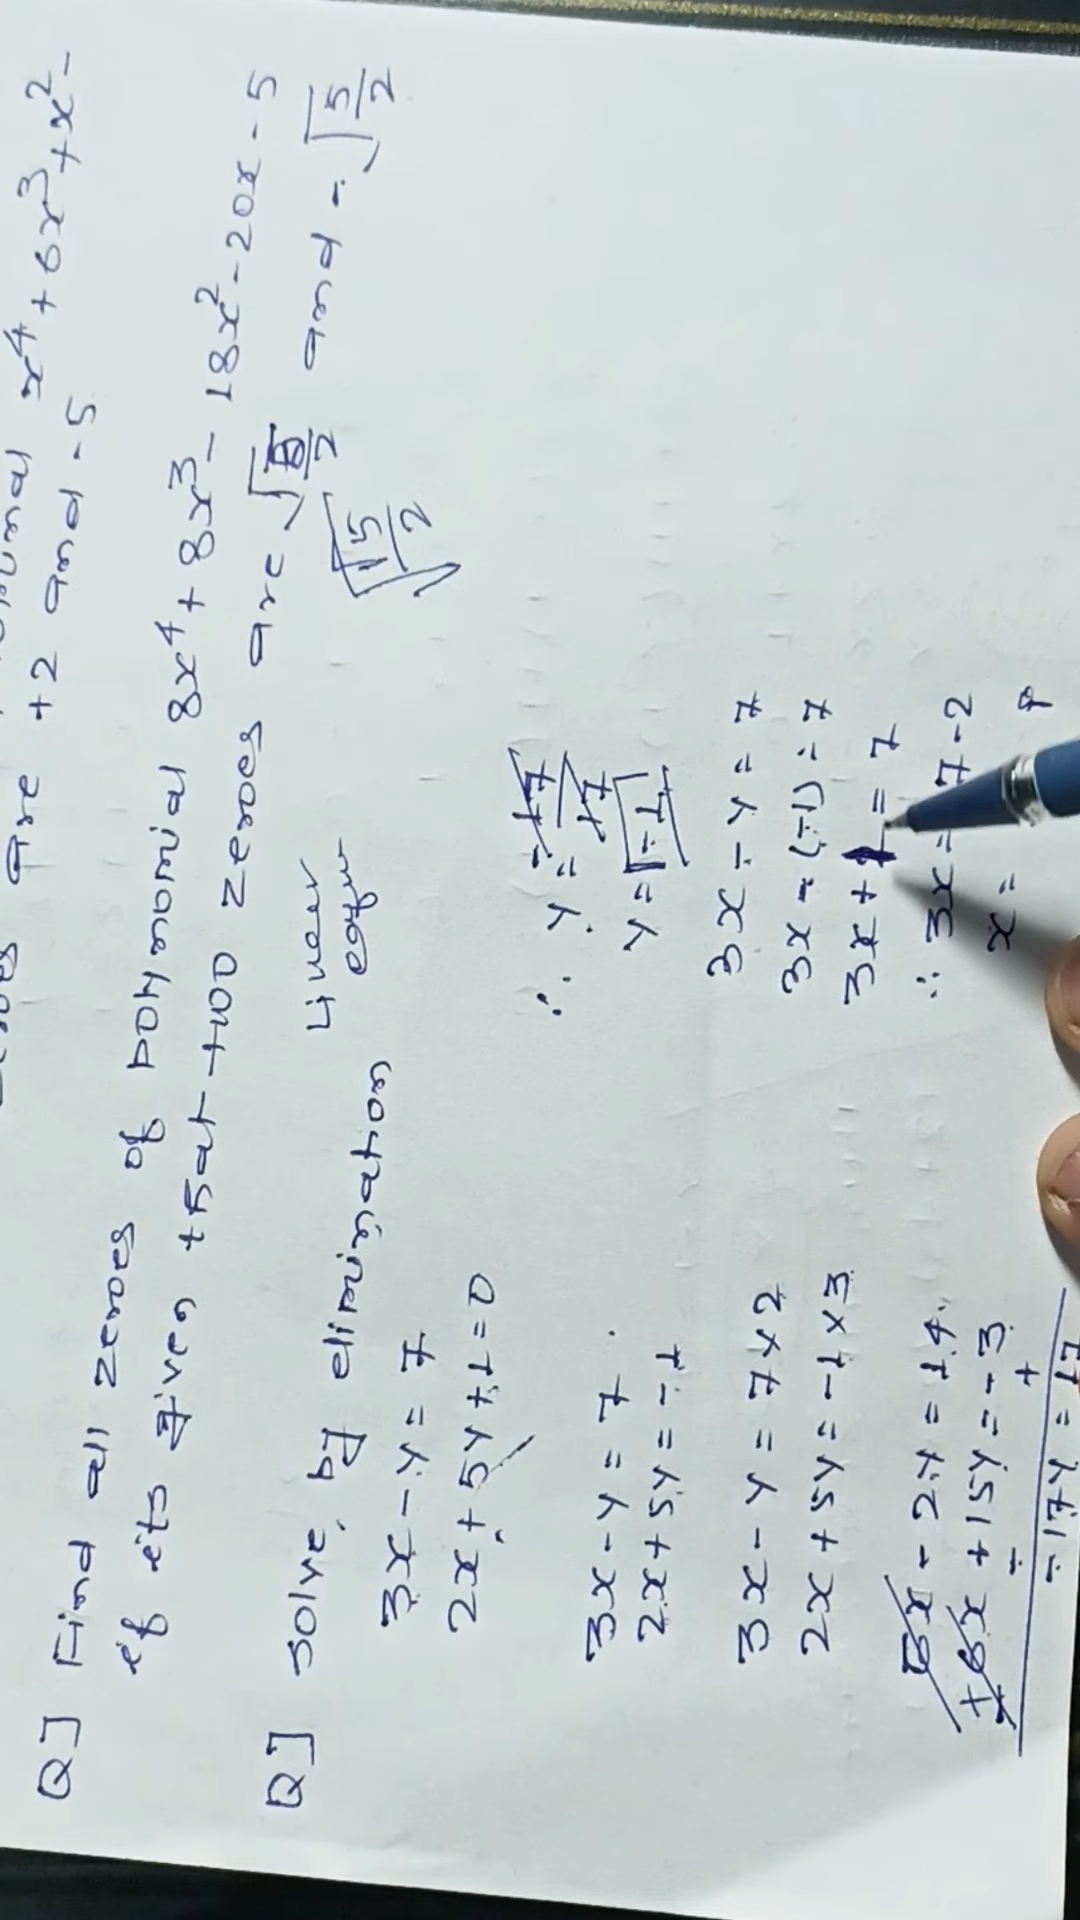 x⁴ + 6x³ + x² -
are +2 and -5
Q] Find all zeroes of polynomial 8x⁴ + 8x³ - 18x² - 20x - 5
if its given that two zeroes are √5/2 and -√5/2
√5/2
Q] solve by elimination Linear eqn
3x - y = 7
2x + 5y + 1 = 0
3x - y = 7
2x + 5y = -1
3x - y = 7 x 2
2x + 5y = -1 x 3
6x - 2y = 14
+6x + 15y = -3
- - +
-17y = 17
∴ y = -17/17
y = -1
3x - y = 7
3x - (-1) = 7
3x + 1 = 7
∴ 3x = 7 - 2
x =